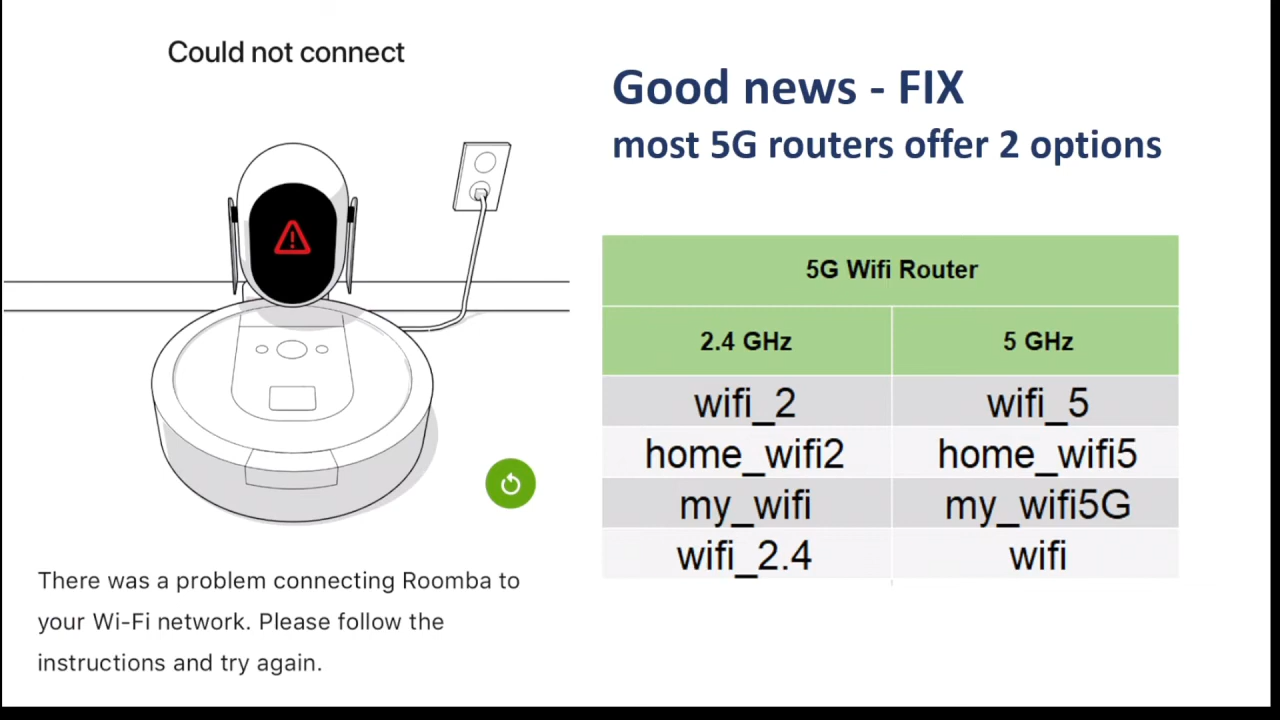 Could not connect
Good news - FIX
most 5G routers offer 2 options
5G Wifi Router
2.4 GHz 5 GHz
wifi_2 wifi_5
home_wifi2 home_wifi5
my_wifi my_wifi5G
wifi_2.4 wifi
There was a problem connecting Roomba to
your Wi-Fi network. Please follow the
instructions and try again.